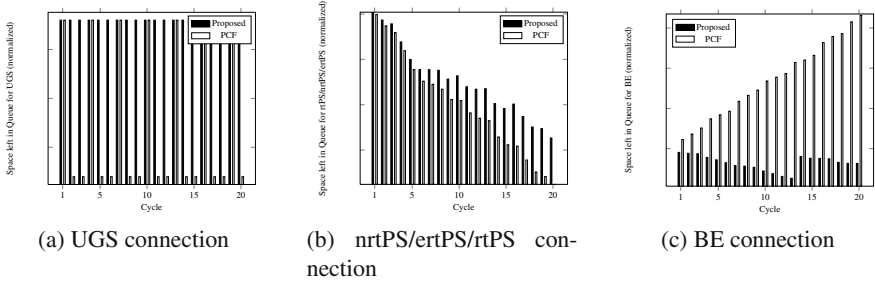 Space left in Queue for UGS (normalized)
Proposed
PCF
1 5 10 15 20
Cycle
(a) UGS connection
Space left in Queue for rtPS/nrtPS/ertPS (normalized)
Proposed
PCF
1 5 10 15 20
Cycle
(b) nrtPS/ertPS/rtPS con-
nection
Space left in Queue for BE (normalized)
Proposed
PCF
1 5 10 15 20
Cycle
(c) BE connection